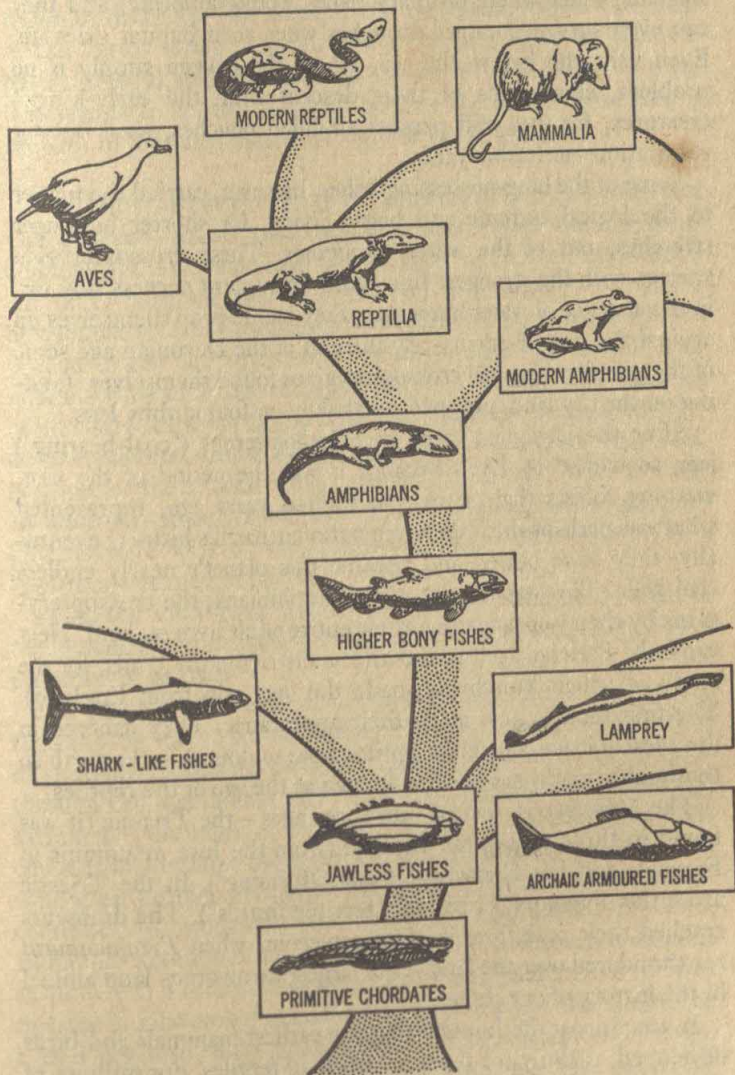 MODERN REPTILES
MAMMALIA
AVES
REPTILIA
MODERN AMPHIBIANS
AMPHIBIANS
HIGHER BONY FISHES
SHARK-LIKE FISHES
LAMPREY
JAWLESS FISHES
ARCHAIC ARMOURED FISHES
PRIMITIVE CHORDATES